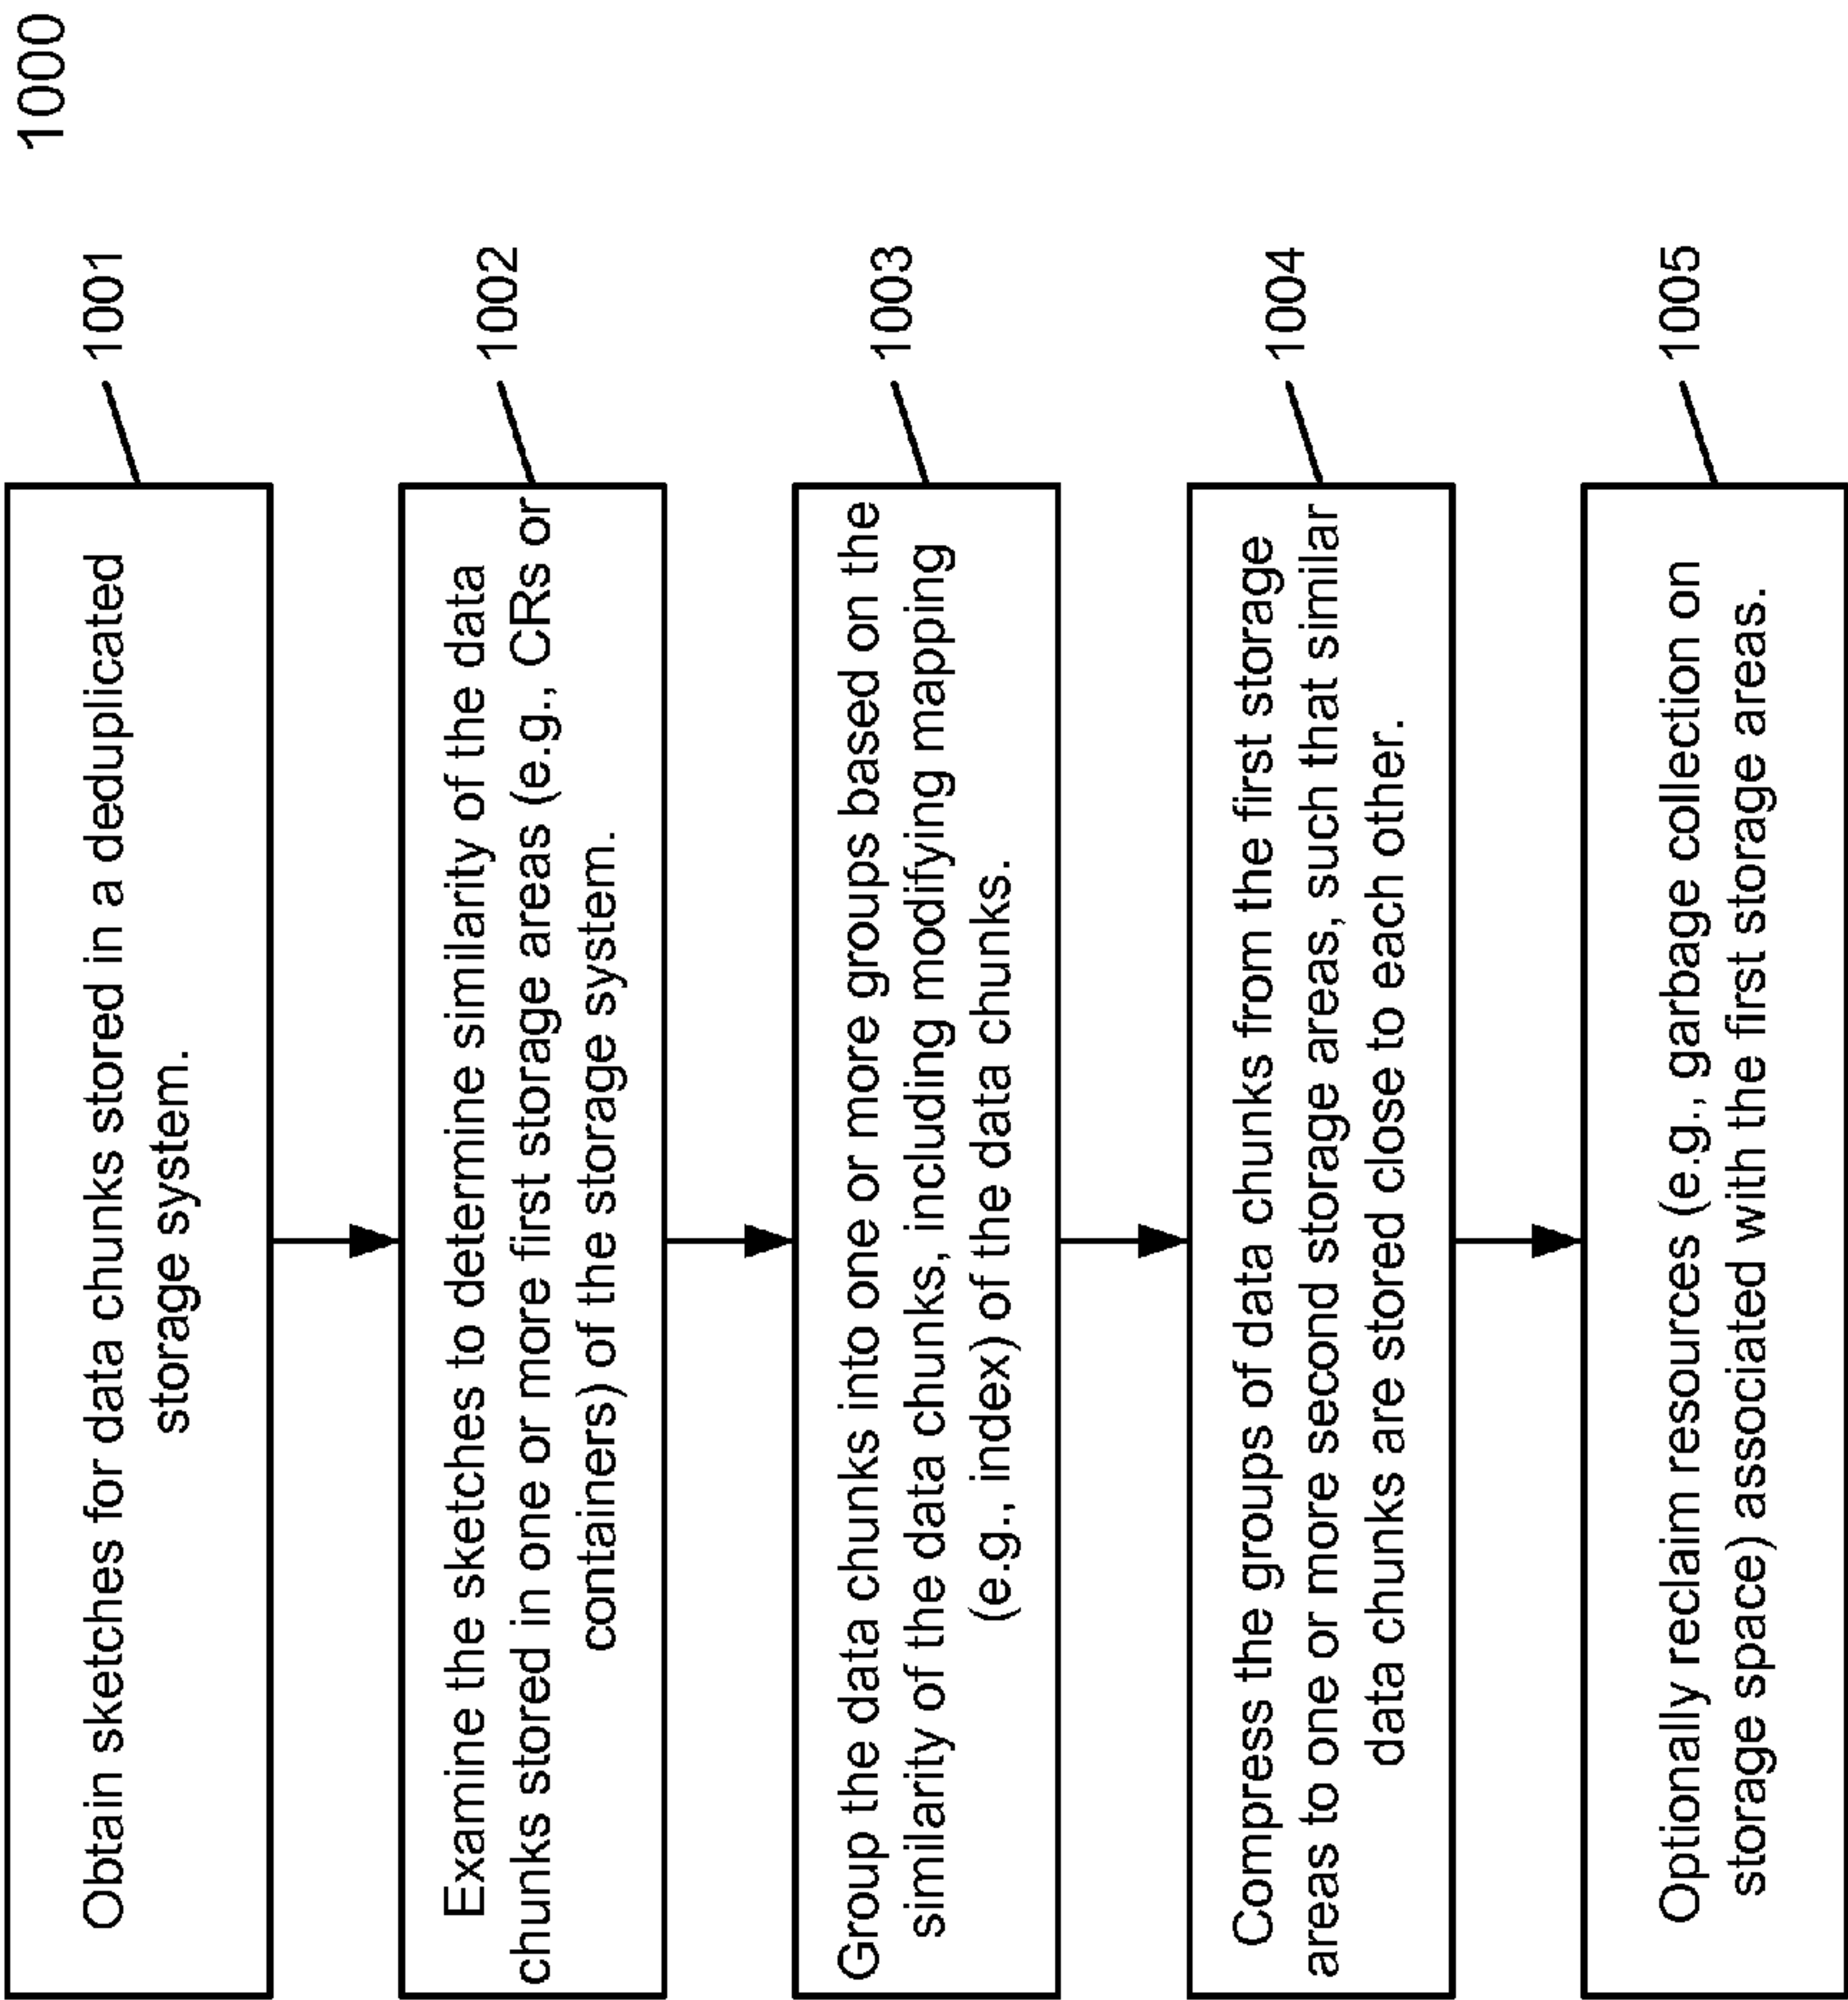 1000
Obtain sketches for data chunks stored in a deduplicated
storage system.
1001
Examine the sketches to determine similarity of the data
chunks stored in one or more first storage areas (e.g., CRs or
containers) of the storage system.
1002
Group the data chunks into one or more groups based on the
similarity of the data chunks, including modifying mapping
(e.g., index) of the data chunks.
1003
Compress the groups of data chunks from the first storage
areas to one or more second storage areas, such that similar
data chunks are stored close to each other.
1004
Optionally reclaim resources (e.g., garbage collection on
storage space) associated with the first storage areas.
1005